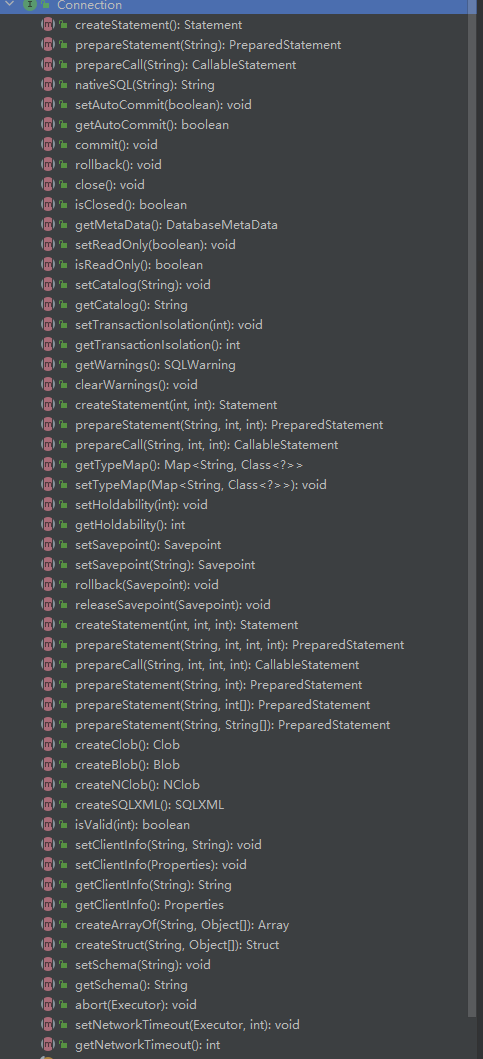 Connection
createStatement(): Statement
prepareStatement(String): PreparedStatement
prepareCall(String): CallableStatement
nativeSQL(String): String
setAutoCommit(boolean): void
getAutoCommit(): boolean
commit(): void
rollback(): void
close(): void
isClosed(): boolean
getMetaData(): DatabaseMetaData
setReadOnly(boolean): void
isReadOnly(): boolean
setCatalog(String): void
getCatalog(): String
setTransactionIsolation(int): void
getTransactionIsolation(): int
getWarnings(): SQLWarning
clearWarnings(): void
createStatement(int, int): Statement
prepareStatement(String, int, int): PreparedStatement
prepareCall(String, int, int): CallableStatement
getTypeMap(): Map<String, Class<?>>
setTypeMap(Map<String, Class<?>>): void
setHoldability(int): void
getHoldability(): int
setSavepoint(): Savepoint
setSavepoint(String): Savepoint
rollback(Savepoint): void
releaseSavepoint(Savepoint): void
createStatement(int, int, int): Statement
prepareStatement(String, int, int, int): PreparedStatement
prepareCall(String, int, int, int): CallableStatement
prepareStatement(String, int): PreparedStatement
prepareStatement(String, int[]): PreparedStatement
prepareStatement(String, String[]): PreparedStatement
createClob(): Clob
createBlob(): Blob
createNClob(): NClob
createSQLXML(): SQLXML
isValid(int): boolean
setClientInfo(String, String): void
setClientInfo(Properties): void
getClientInfo(String): String
getClientInfo(): Properties
createArrayOf(String, Object[]): Array
createStruct(String, Object[]): Struct
setSchema(String): void
getSchema(): String
abort(Executor): void
setNetworkTimeout(Executor, int): void
getNetworkTimeout(): int